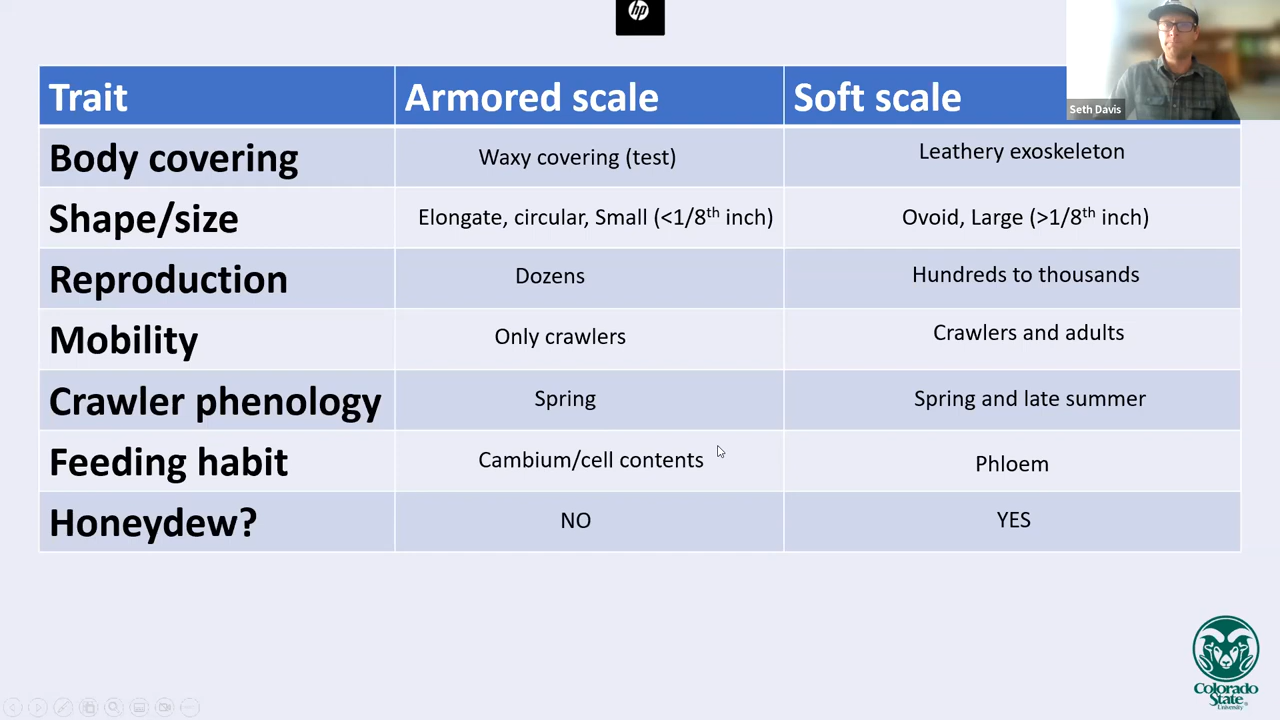 hp
Seth Davis
Trait Armored scale Soft scale
Body covering Waxy covering (test) Leathery exoskeleton
Shape/size Elongate, circular, Small (<1/8th inch) Ovoid, Large (>1/8th inch)
Reproduction Dozens Hundreds to thousands
Mobility Only crawlers Crawlers and adults
Crawler phenology Spring Spring and late summer
Feeding habit Cambium/cell contents Phloem
Honeydew? NO YES
Colorado
State
University